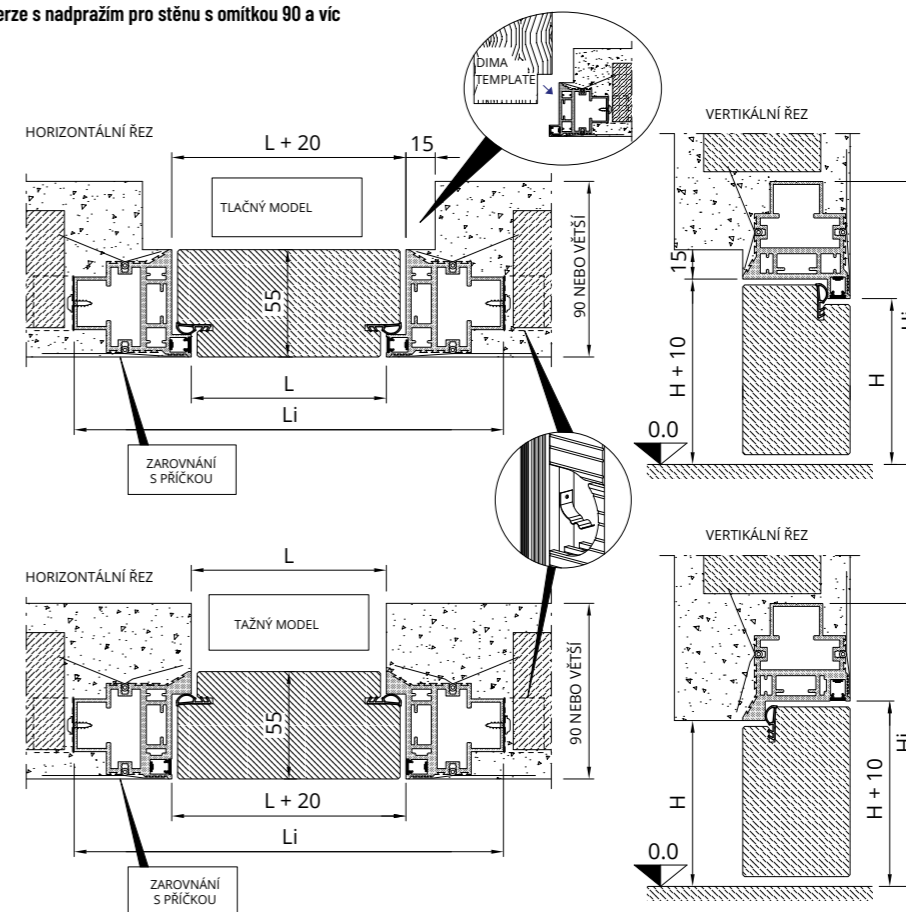 erze s nadpražím pro stěnu s omítkou 90 a víc
DIMA
TEMPLATE
VERTIKÁLNÍ ŘEZ
HORIZONTÁLNÍ ŘEZ
L + 20
15
TLAČNÝ MODEL
90 NEBO VĚTŠÍ
55
15
H + 10
H
Hi
L
Li
0.0
ZAROVNÁNÍ
S PŘÍČKOU
VERTIKÁLNÍ ŘEZ
HORIZONTÁLNÍ ŘEZ
L
TAŽNÝ MODEL
90 NEBO VĚTŠÍ
55
H
H + 10
Hi
L + 20
Li
0.0
ZAROVNÁNÍ
S PŘÍČKOU